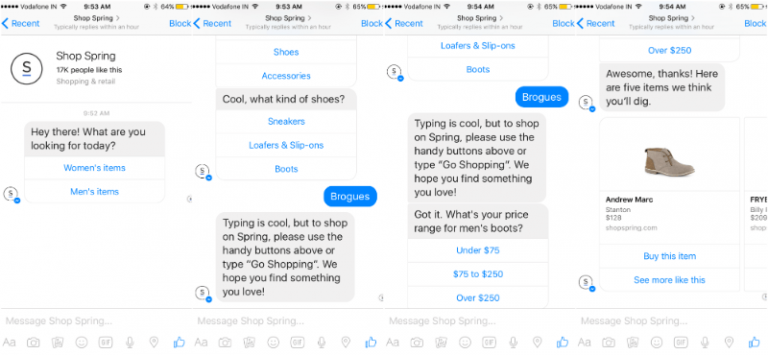 Vodafone IN 9:53 AM 64%
Recent Shop Spring > Block
Typically replies within an hour
S
Shop Spring
17K people like this
Shopping & retail
9:52 AM
Hey there! What are you
looking for today?
Women's items
Men's items
S
Message Shop Spring...
Aa GIF
Vodafone IN 9:53 AM 65%
Recent Shop Spring > Block
Typically replies within an hour
Shoes
Accessories
S
Cool, what kind of shoes?
Sneakers
Loafers & Slip-ons
Boots
S
Brogues
Typing is cool, but to shop
on Spring, please use the
handy buttons above or
type “Go Shopping”. We
hope you find something
you love!
S
Message Shop Spring...
Aa GIF
Vodafone IN 9:54 AM 65%
Recent Shop Spring > Block
Typically replies within an hour
Loafers & Slip-ons
Boots
S
Brogues
Typing is cool, but to shop
on Spring, please use the
handy buttons above or
type “Go Shopping”. We
hope you find something
you love!
Got it. What's your price
range for men's boots?
Under $75
$75 to $250
Over $250
S
Message Shop Spring...
Aa GIF
Vodafone IN 9:54 AM 65%
Recent Shop Spring > Block
Typically replies within an hour
Over $250
S
Awesome, thanks! Here
are five items we think
you'll dig.
Andrew Marc
Stanton
$128
shopspring.com
Buy this item
See more like this
S
FRYE
Billy
$
shop
Message Shop Spring...
Aa GIF